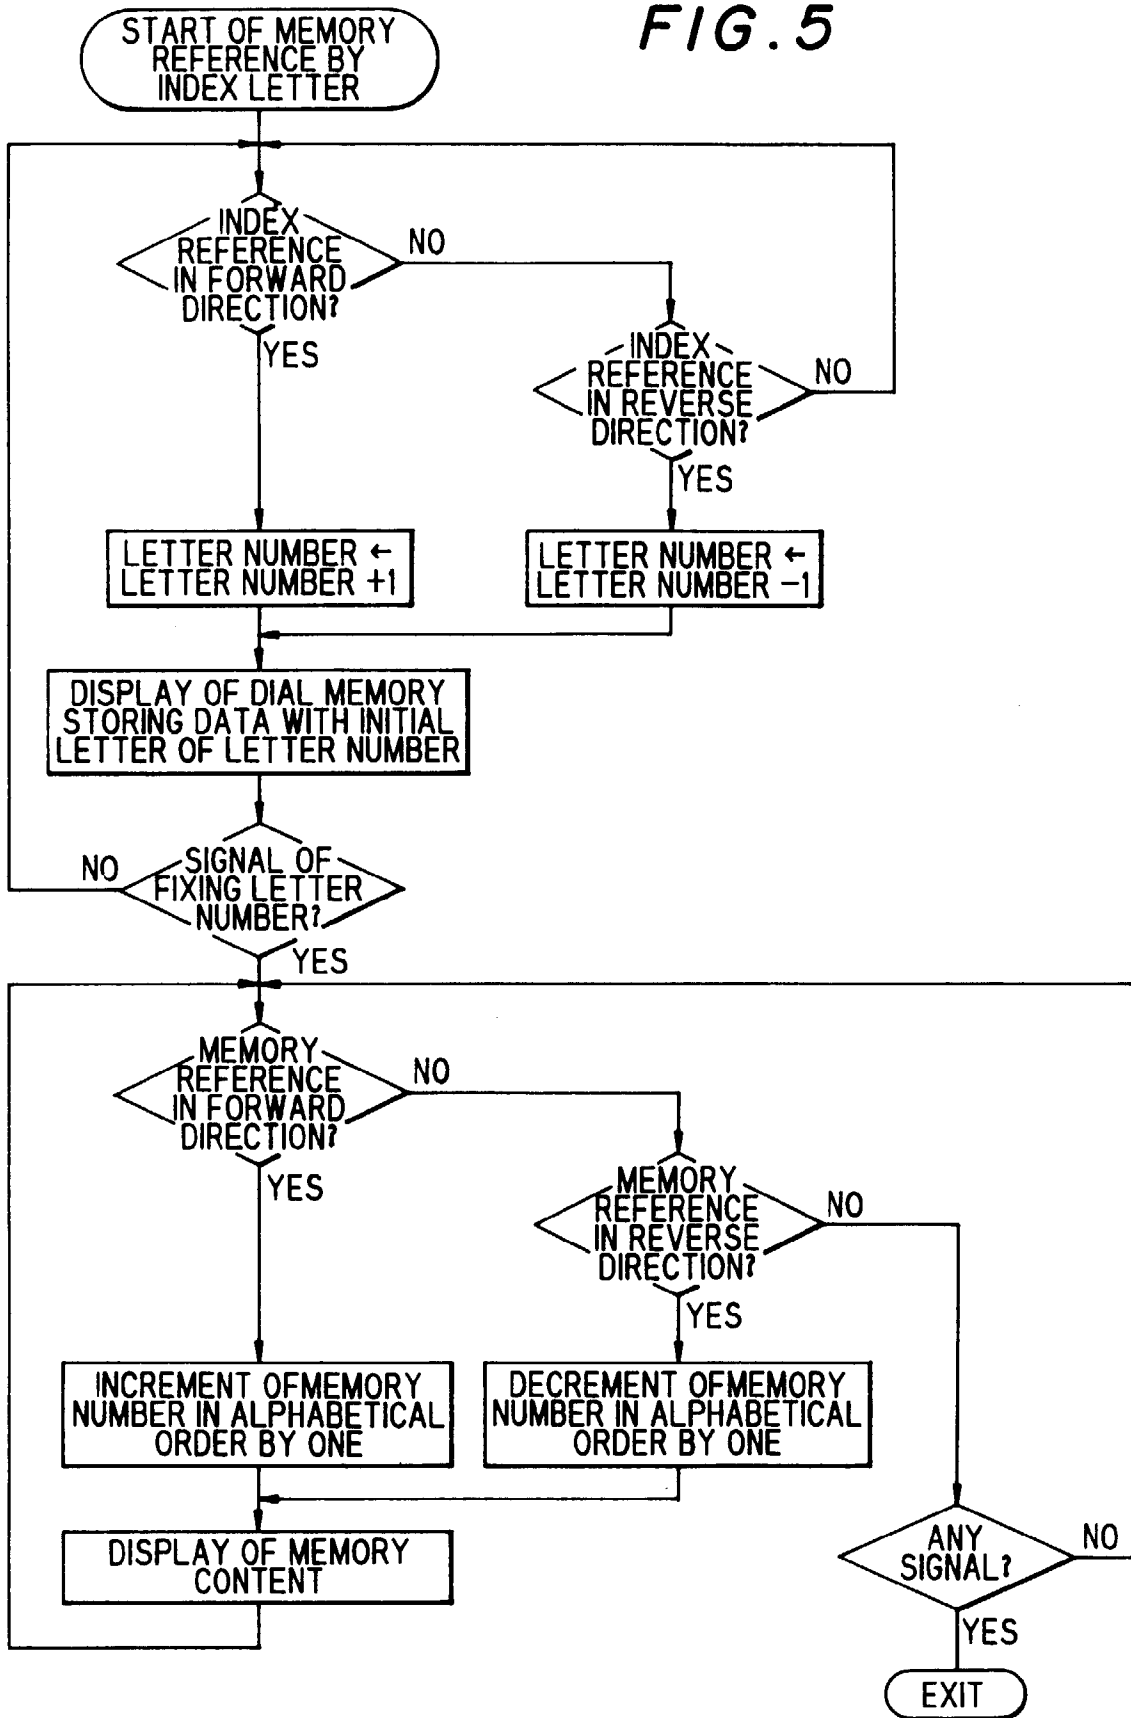 FIG.5
START OF MEMORY
REFERENCE BY
INDEX LETTER
INDEX
REFERENCE
IN FORWARD
DIRECTION?
NO
YES
INDEX
REFERENCE
IN REVERSE
DIRECTION?
NO
YES
LETTER NUMBER ←
LETTER NUMBER +1
LETTER NUMBER ←
LETTER NUMBER -1
DISPLAY OF DIAL MEMORY
STORING DATA WITH INITIAL
LETTER OF LETTER NUMBER
SIGNAL OF
FIXING LETTER
NUMBER?
NO
YES
MEMORY
REFERENCE
IN FORWARD
DIRECTION?
NO
YES
MEMORY
REFERENCE
IN REVERSE
DIRECTION?
NO
YES
INCREMENT OFMEMORY
NUMBER IN ALPHABETICAL
ORDER BY ONE
DECREMENT OFMEMORY
NUMBER IN ALPHABETICAL
ORDER BY ONE
DISPLAY OF MEMORY
CONTENT
ANY
SIGNAL?
NO
YES
EXIT